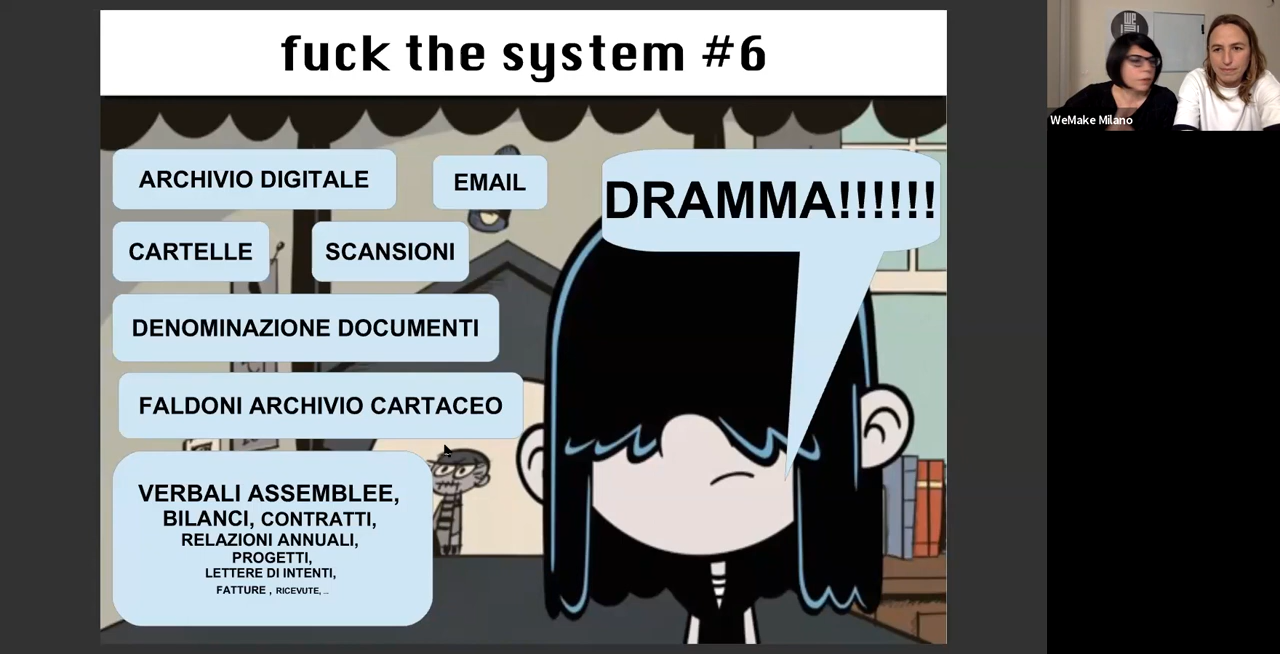 fuck the system #6
ARCHIVIO DIGITALE
EMAIL
DRAMMA!!!!!!
CARTELLE
SCANSIONI
DENOMINAZIONE DOCUMENTI
FALDONI ARCHIVIO CARTACEO
VERBALI ASSEMBLEE,
BILANCI, CONTRATTI,
RELAZIONI ANNUALI,
PROGETTI,
LETTERE DI INTENTI,
FATTURE , RICEVUTE, ..
WeMake Milano